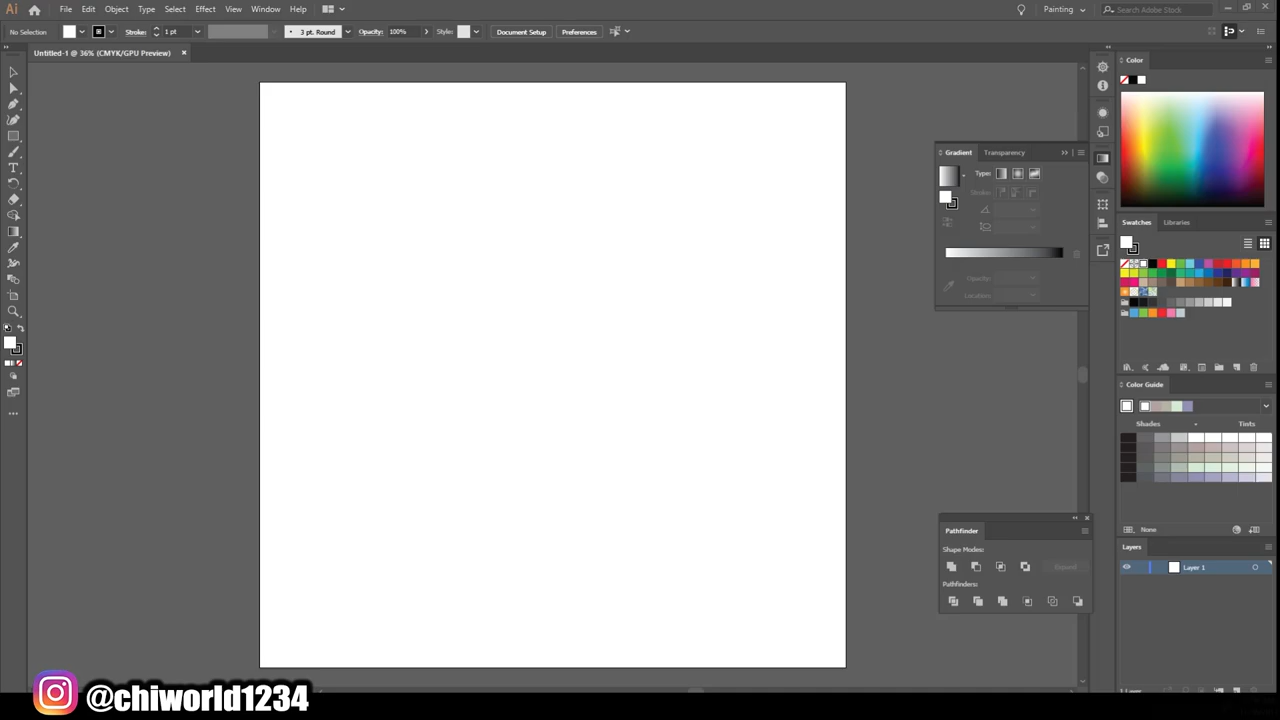 Ai File Edit Object Type Select Effect View Window Help Painting Search Adobe Stock
No Selection Stroke: 1 pt 3 pt. Round Opacity: 100% Style: Document Setup Preferences
Untitled-1 @ 36% (CMYK/GPU Preview)
Color
Gradient Transparency
Type:
Stroke:
Opacity:
Location:
Swatches Libraries
Color Guide
Shades Tints
None
Pathfinder
Shape Modes:
Expand
Pathfinders:
Layers
Layer 1
1 Layer
@chiworld1234